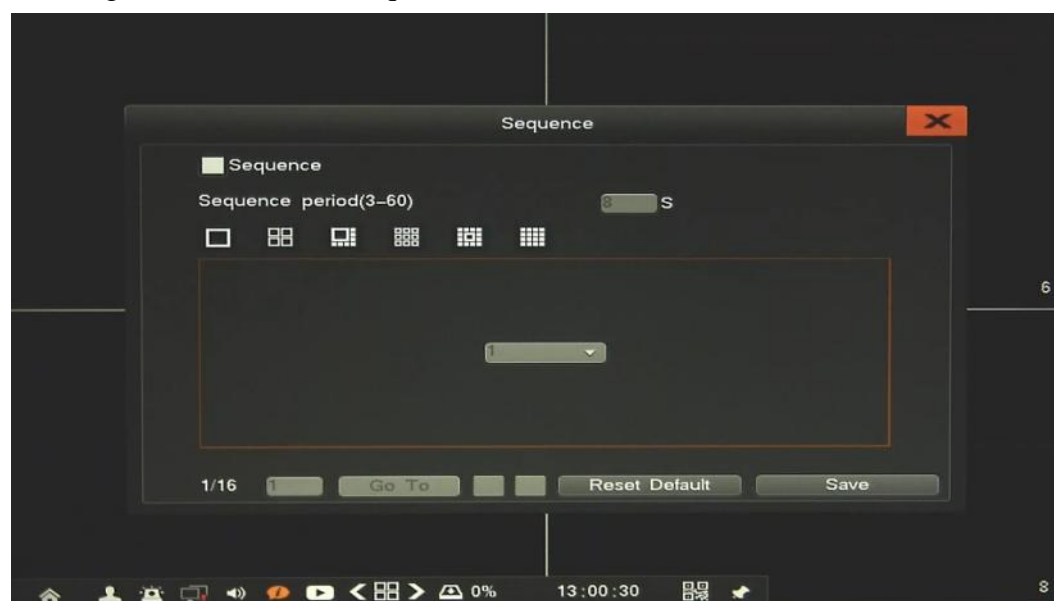 Sequence
Sequence
Sequence period(3-60) 8 S
6
1
1/16 1 Go To Reset Default Save
0% 13:00:30
8